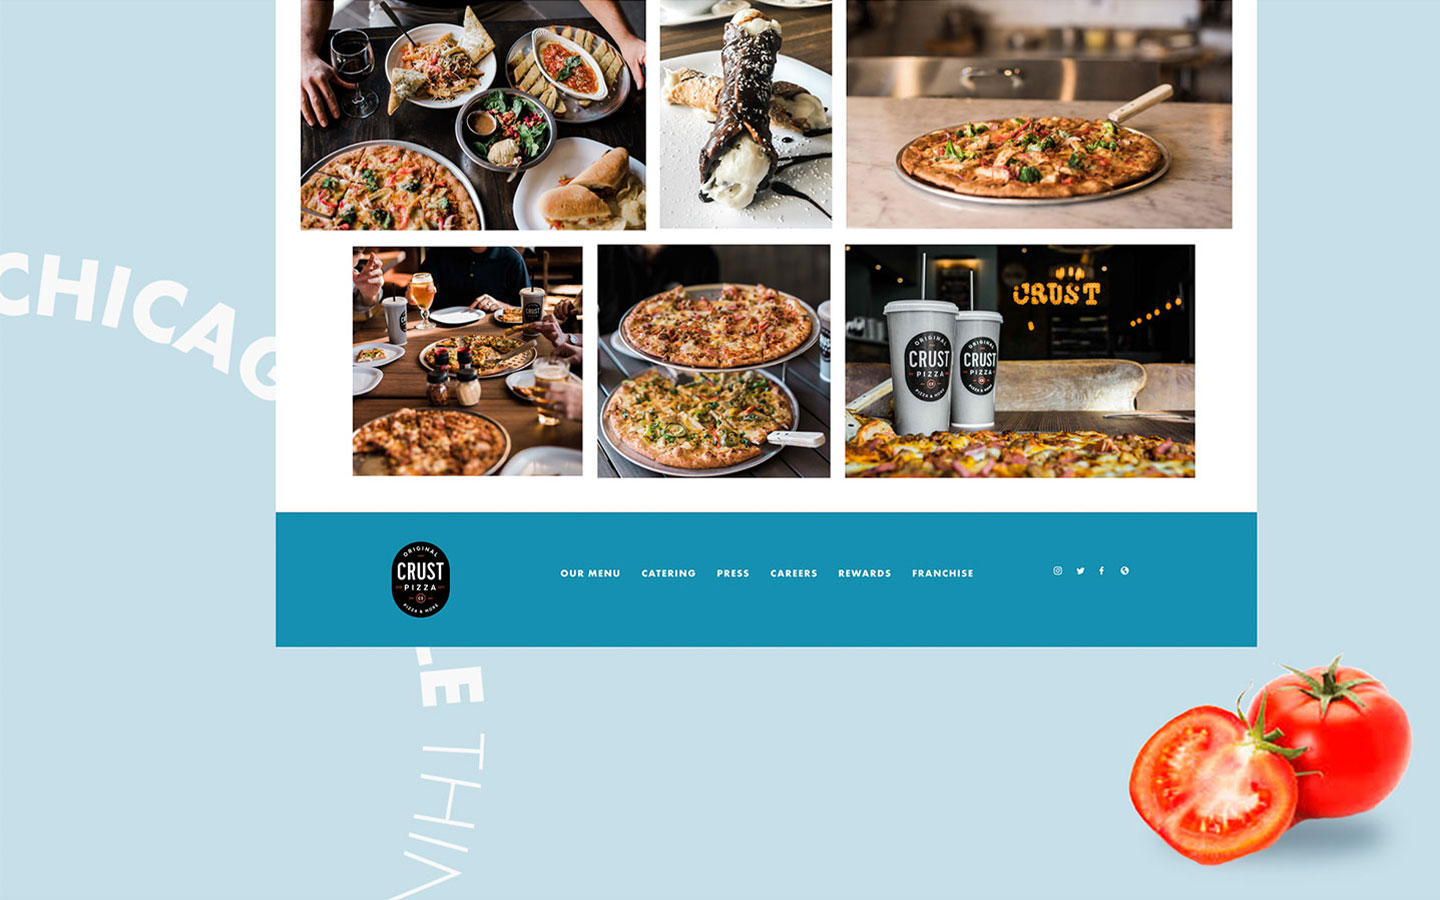 CRUST
ORIGINAL
CRUST
PIZZA
PIZZA & MORE
ORIGINAL
CRUST
PIZZA
PIZZA & MORE
CHICAG
ORIGINAL
CRUST
PIZZA
PIZZA & MORE
OUR MENU CATERING PRESS CAREERS REWARDS FRANCHISE
LE THIN